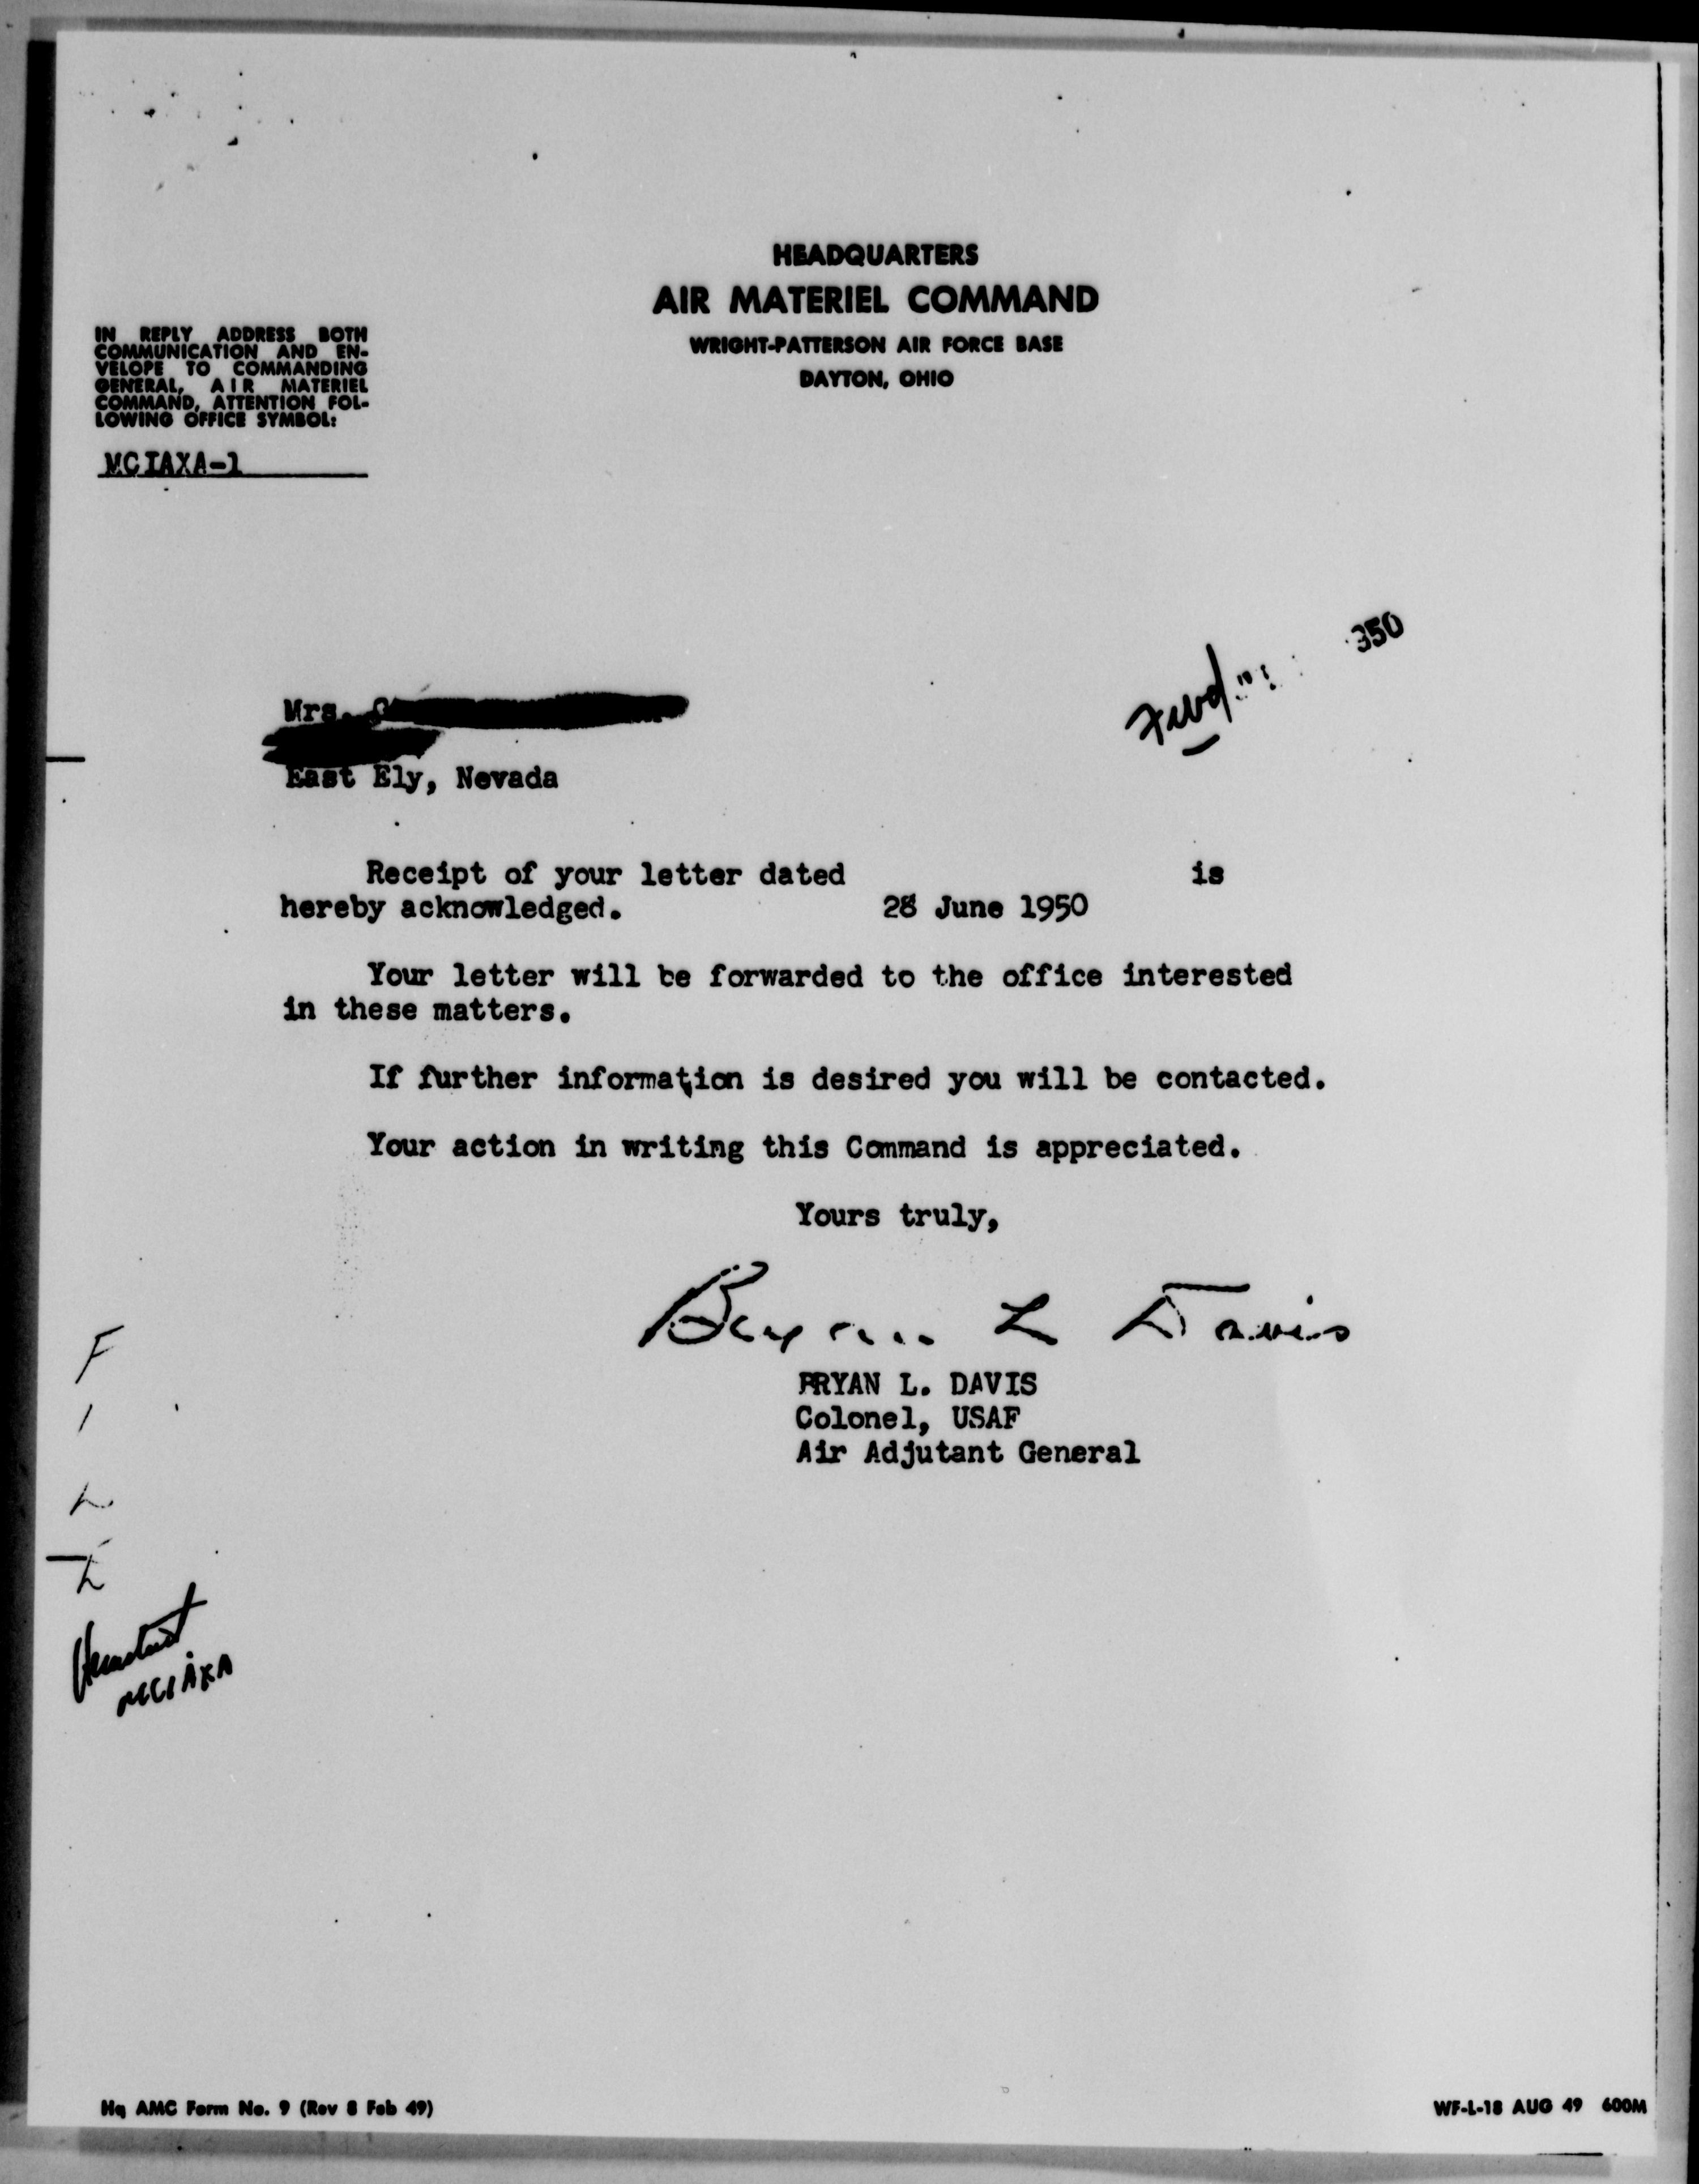 HEADQUARTERS
AIR MATERIEL COMMAND
WRIGHT-PATTERSON AIR FORCE BASE
DAYTON, OHIO
IN REPLY ADDRESS BOTH
COMMUNICATION AND EN-
VELOPE TO COMMANDING
GENERAL, AIR MATERIEL
COMMAND, ATTENTION FOL-
LOWING OFFICE SYMBOL:
MCIAXA-1
350
Mrs.
East Ely, Nevada
Receipt of your letter dated is
hereby acknowledged. 28 June 1950
Your letter will be forwarded to the office interested
in these matters.
If further information is desired you will be contacted.
Your action in writing this Command is appreciated.
Yours truly,
Bryan L Davis
BRYAN L. DAVIS
Colonel, USAF
Air Adjutant General
F
I
L
E
MCIAXA
Hq AMC Form No. 9 (Rev 8 Feb 49)
WF-L-18 AUG 49 600M